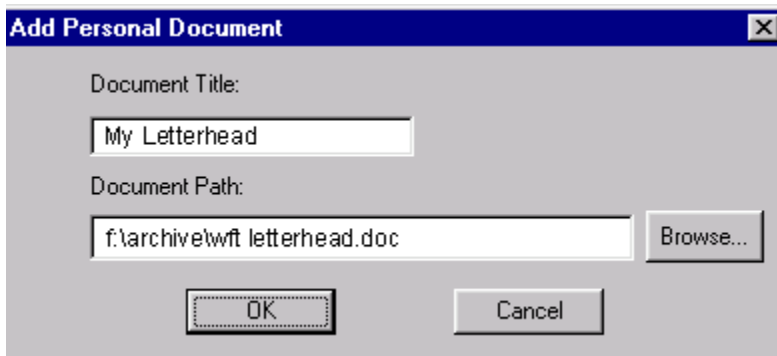 Add Personal Document
Document Title:
My Letterhead
Document Path:
f:\archive\wft letterhead.doc
Browse...
OK Cancel